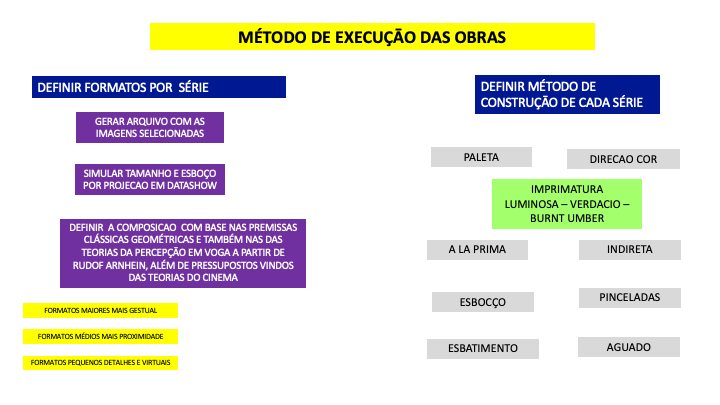 MÉTODO DE EXECUÇÃO DAS OBRAS
DEFINIR FORMATOS POR SÉRIE
GERAR ARQUIVO COM AS
IMAGENS SELECIONADAS
SIMULAR TAMANHO E ESBOÇO
POR PROJECAO EM DATASHOW
DEFINIR A COMPOSICAO COM BASE NAS PREMISSAS
CLÁSSICAS GEOMÉTRICAS E TAMBÉM NAS DAS
TEORIAS DA PERCEPÇÃO EM VOGA A PARTIR DE
RUDOF ARNHEIN, ALÉM DE PRESSUPOSTOS VINDOS
DAS TEORIAS DO CINEMA
FORMATOS MAIORES MAIS GESTUAL
FORMATOS MÉDIOS MAIS PROXIMIDADE
FORMATOS PEQUENOS DETALHES E VIRTUAIS
DEFINIR MÉTODO DE
CONSTRUÇÃO DE CADA SÉRIE
PALETA
DIRECAO COR
IMPRIMATURA
LUMINOSA – VERDACIO –
BURNT UMBER
A LA PRIMA
INDIRETA
ESBOCÇO
PINCELADAS
ESBATIMENTO
AGUADO